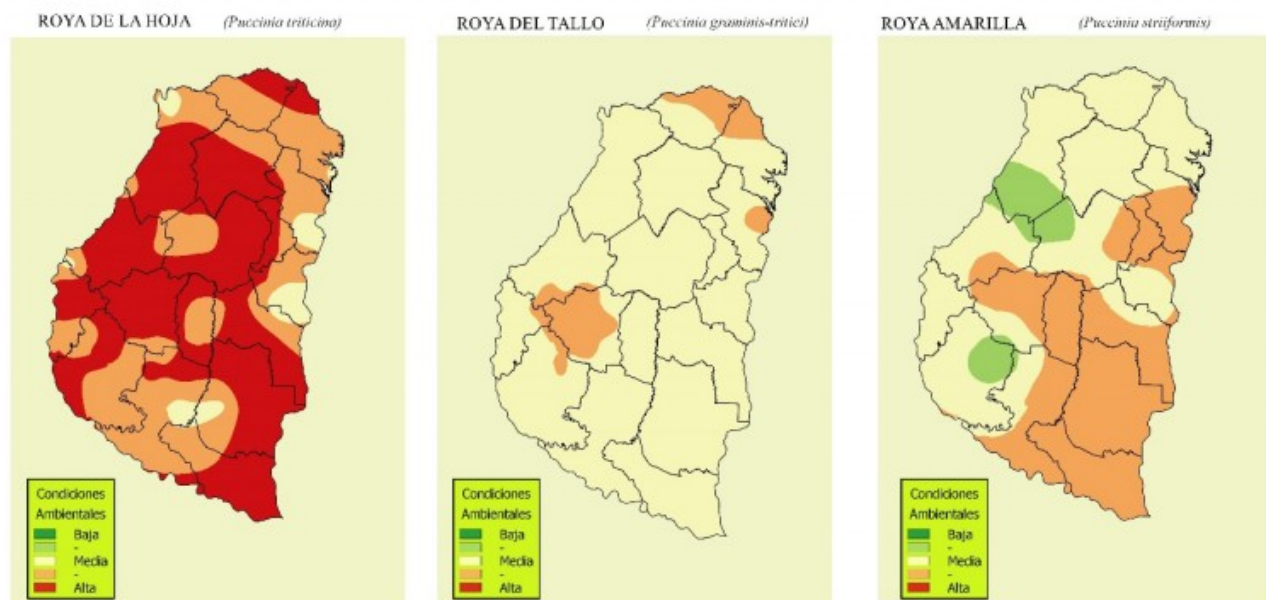 ROYA DE LA HOJA (Puccinia triticina)
Condiciones
Ambientales
Baja
-
Media
-
Alta
ROYA DEL TALLO (Puccinia graminis-tritici)
Condiciones
Ambientales
Baja
-
Media
-
Alta
ROYA AMARILLA (Puccinia striiformis)
Condiciones
Ambientales
Baja
-
Media
-
Alta